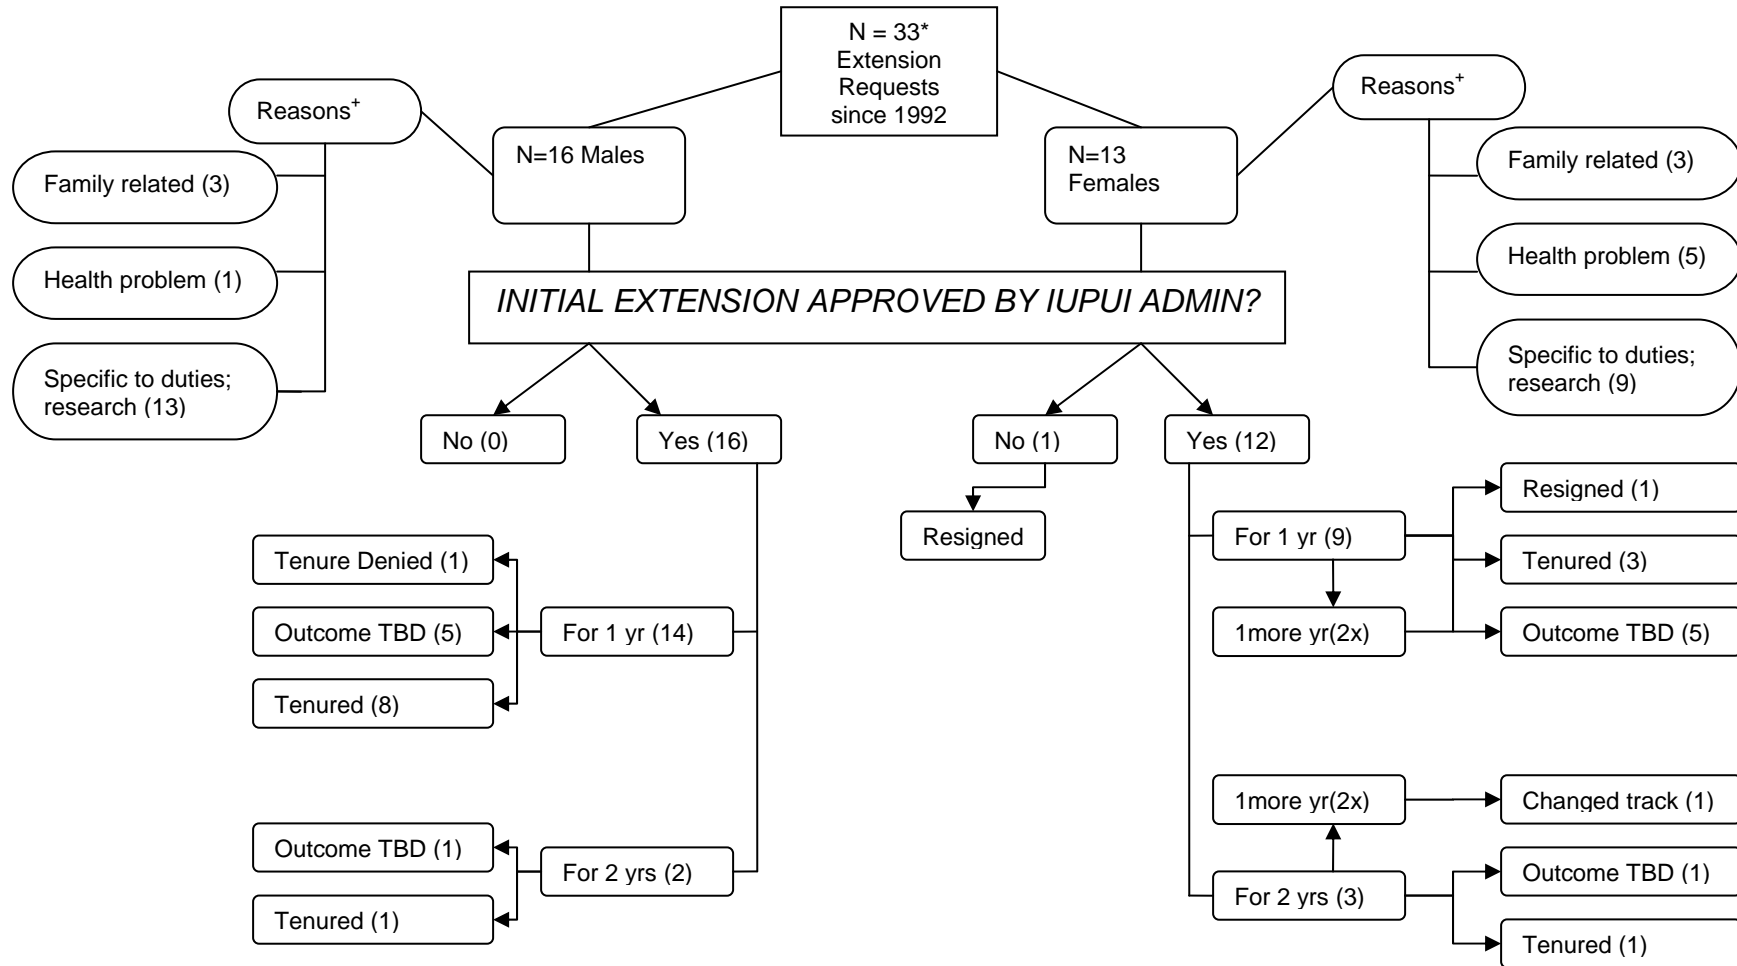 N = 33*
Extension
Requests
since 1992
Reasons+
Reasons+
N=16 Males
N=13
Females
Family related (3)
Health problem (1)
Specific to duties;
research (13)
Family related (3)
Health problem (5)
Specific to duties;
research (9)
INITIAL EXTENSION APPROVED BY IUPUI ADMIN?
No (0)
Yes (16)
No (1)
Yes (12)
Resigned
Tenure Denied (1)
Outcome TBD (5)
Tenured (8)
For 1 yr (14)
Outcome TBD (1)
Tenured (1)
For 2 yrs (2)
For 1 yr (9)
1more yr(2x)
Resigned (1)
Tenured (3)
Outcome TBD (5)
1more yr(2x)
For 2 yrs (3)
Changed track (1)
Outcome TBD (1)
Tenured (1)